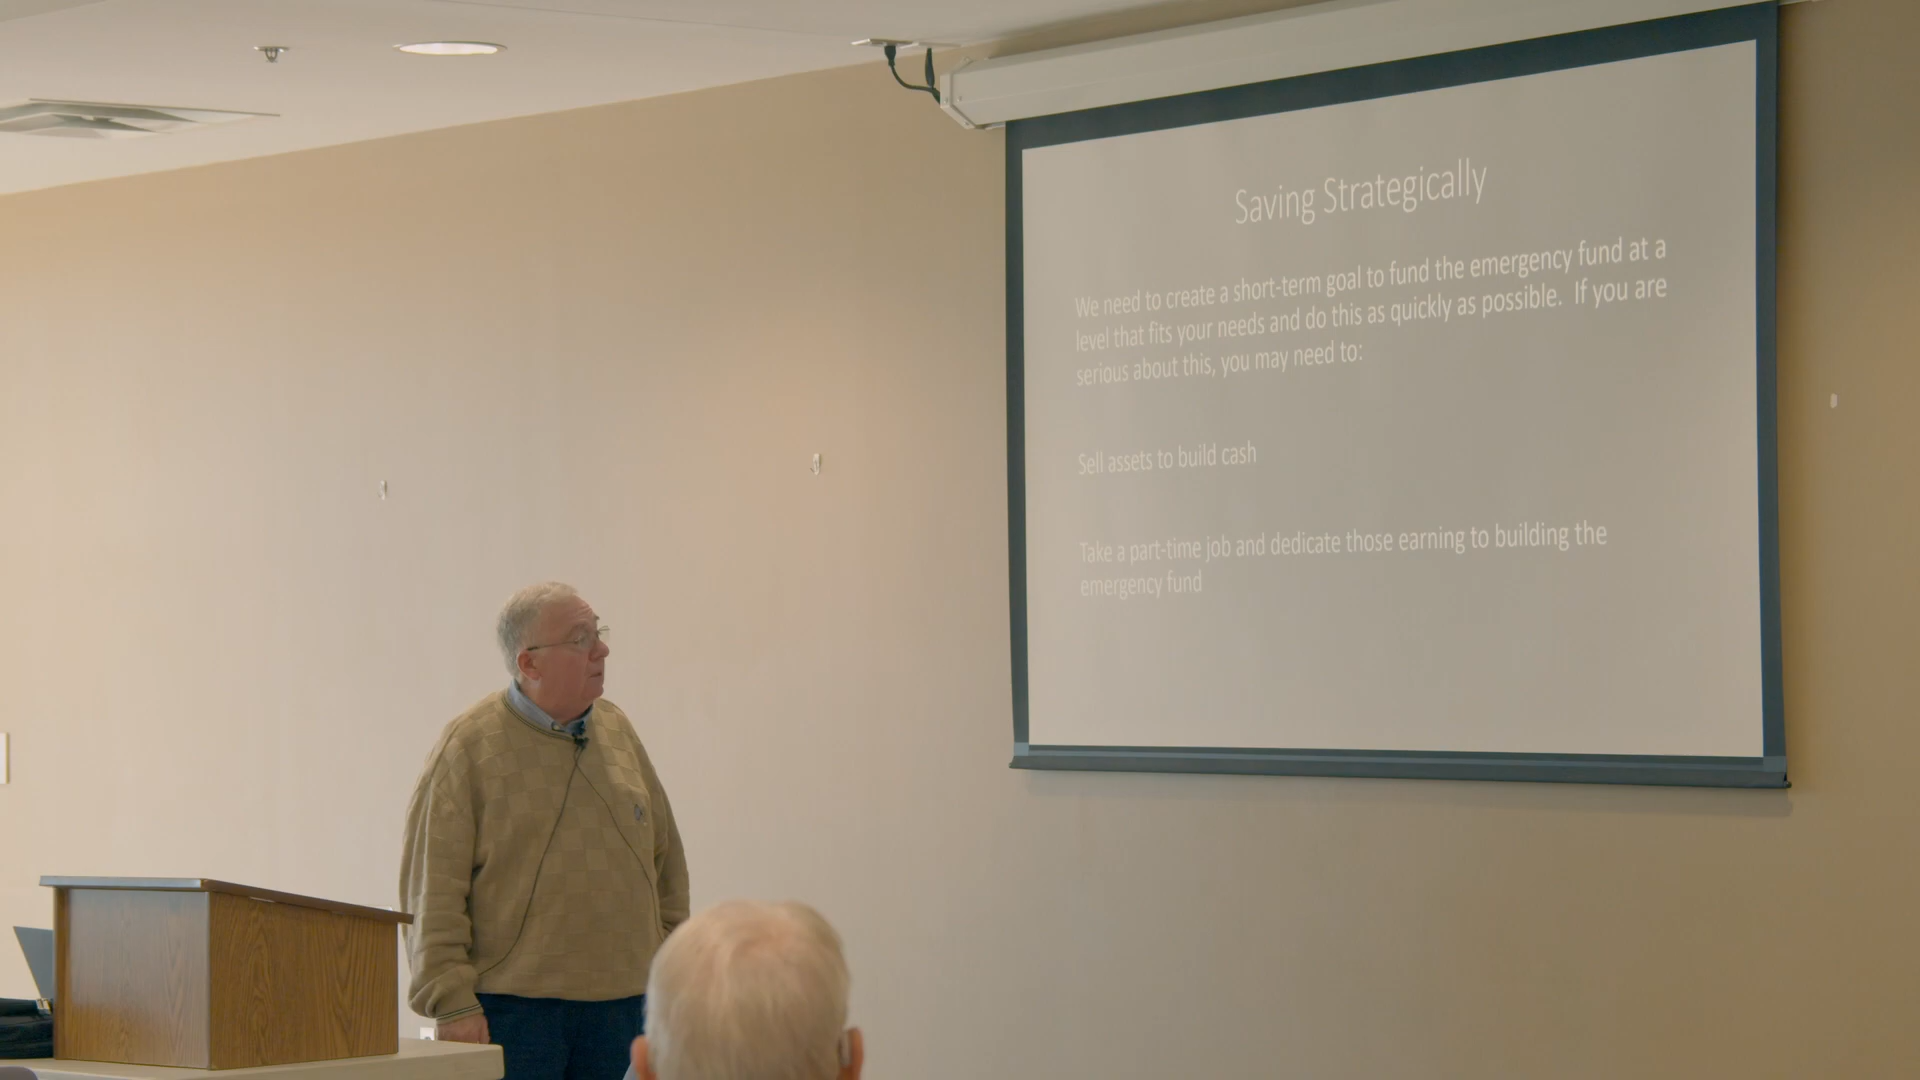 Saving Strategically
We need to create a short-term goal to fund the emergency fund at a
level that fits your needs and do this as quickly as possible. If you are
serious about this, you may need to:
Sell assets to build cash
Take a part-time job and dedicate those earning to building the
emergency fund